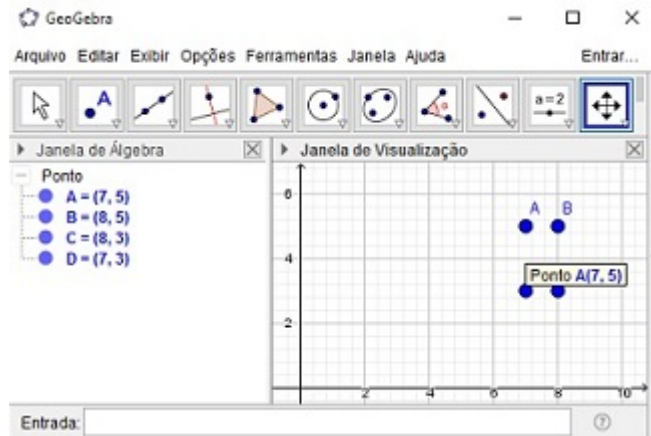 GeoGebra
Arquivo Editar Exibir Opções Ferramentas Janela Ajuda Entrar...
A α a = 2
Janela de Álgebra
Janela de Visualização
Ponto
A = (7, 5)
B = (8, 5)
C = (8, 3)
D = (7, 3)
6
A B
4
Ponto A(7, 5)
2
2 4 6 8 10
Entrada:
?